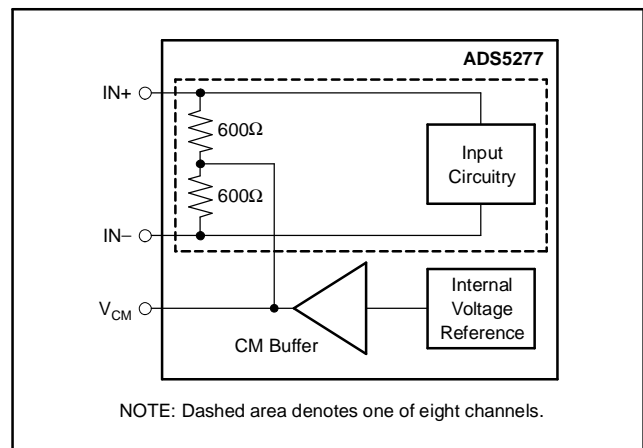 ADS5277
IN+
600Ω
Input
Circuitry
600Ω
IN−
V_CM
Internal
Voltage
Reference
CM Buffer
NOTE: Dashed area denotes one of eight channels.